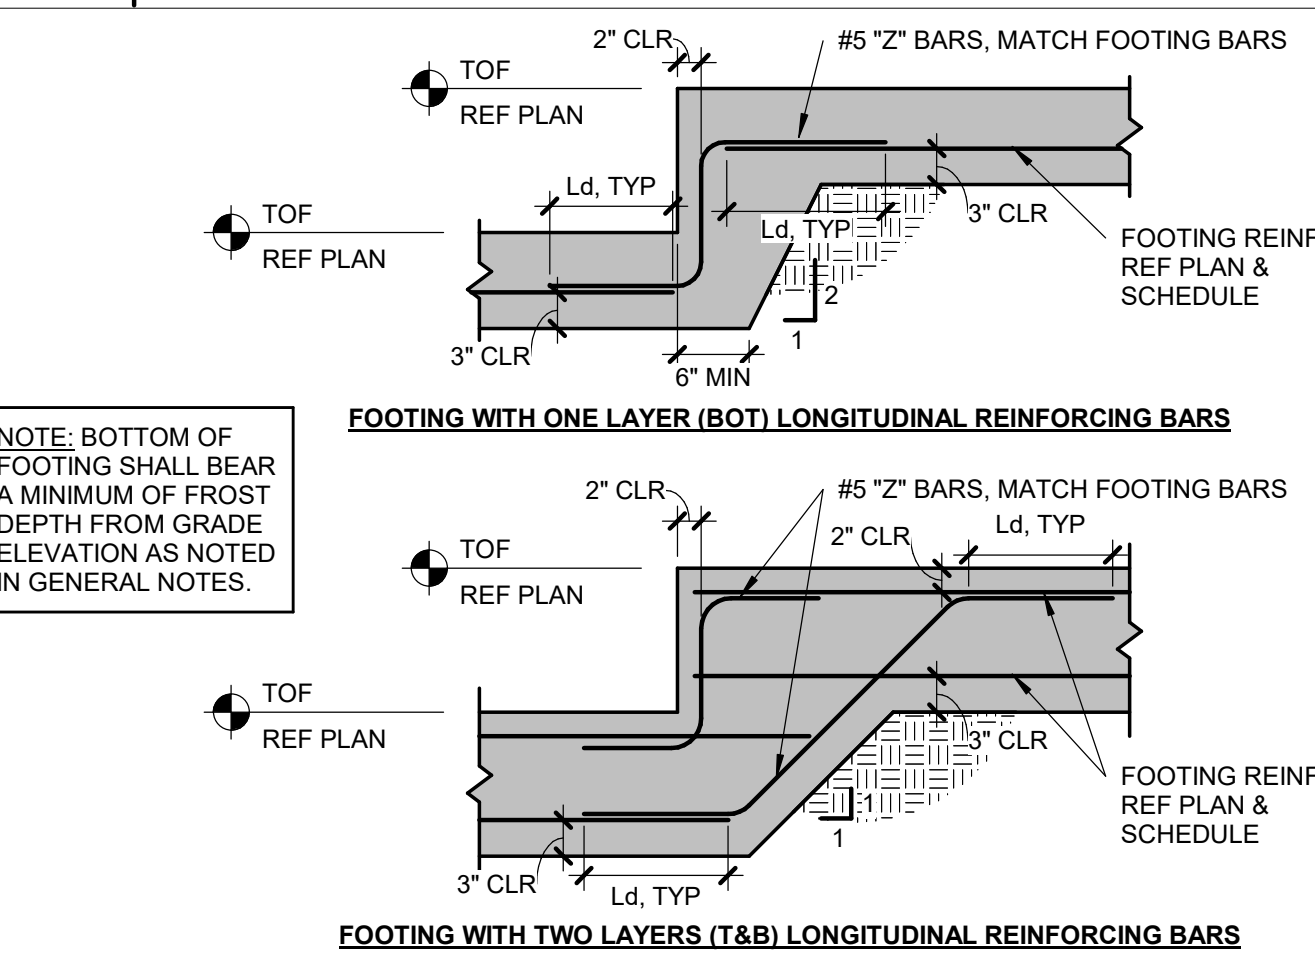 2" CLR
#5 "Z" BARS, MATCH FOOTING BARS
TOF
REF PLAN
Ld, TYP
3" CLR
Ld, TYP
TOF
REF PLAN
FOOTING REINF
REF PLAN &
SCHEDULE
2
1
3" CLR
6" MIN
FOOTING WITH ONE LAYER (BOT) LONGITUDINAL REINFORCING BARS
NOTE: BOTTOM OF
FOOTING SHALL BEAR
A MINIMUM OF FROST
DEPTH FROM GRADE
ELEVATION AS NOTED
IN GENERAL NOTES.
2" CLR
#5 "Z" BARS, MATCH FOOTING BARS
2" CLR
Ld, TYP
TOF
REF PLAN
TOF
REF PLAN
3" CLR
FOOTING REINF
REF PLAN &
SCHEDULE
1
1
3" CLR
Ld, TYP
FOOTING WITH TWO LAYERS (T&B) LONGITUDINAL REINFORCING BARS